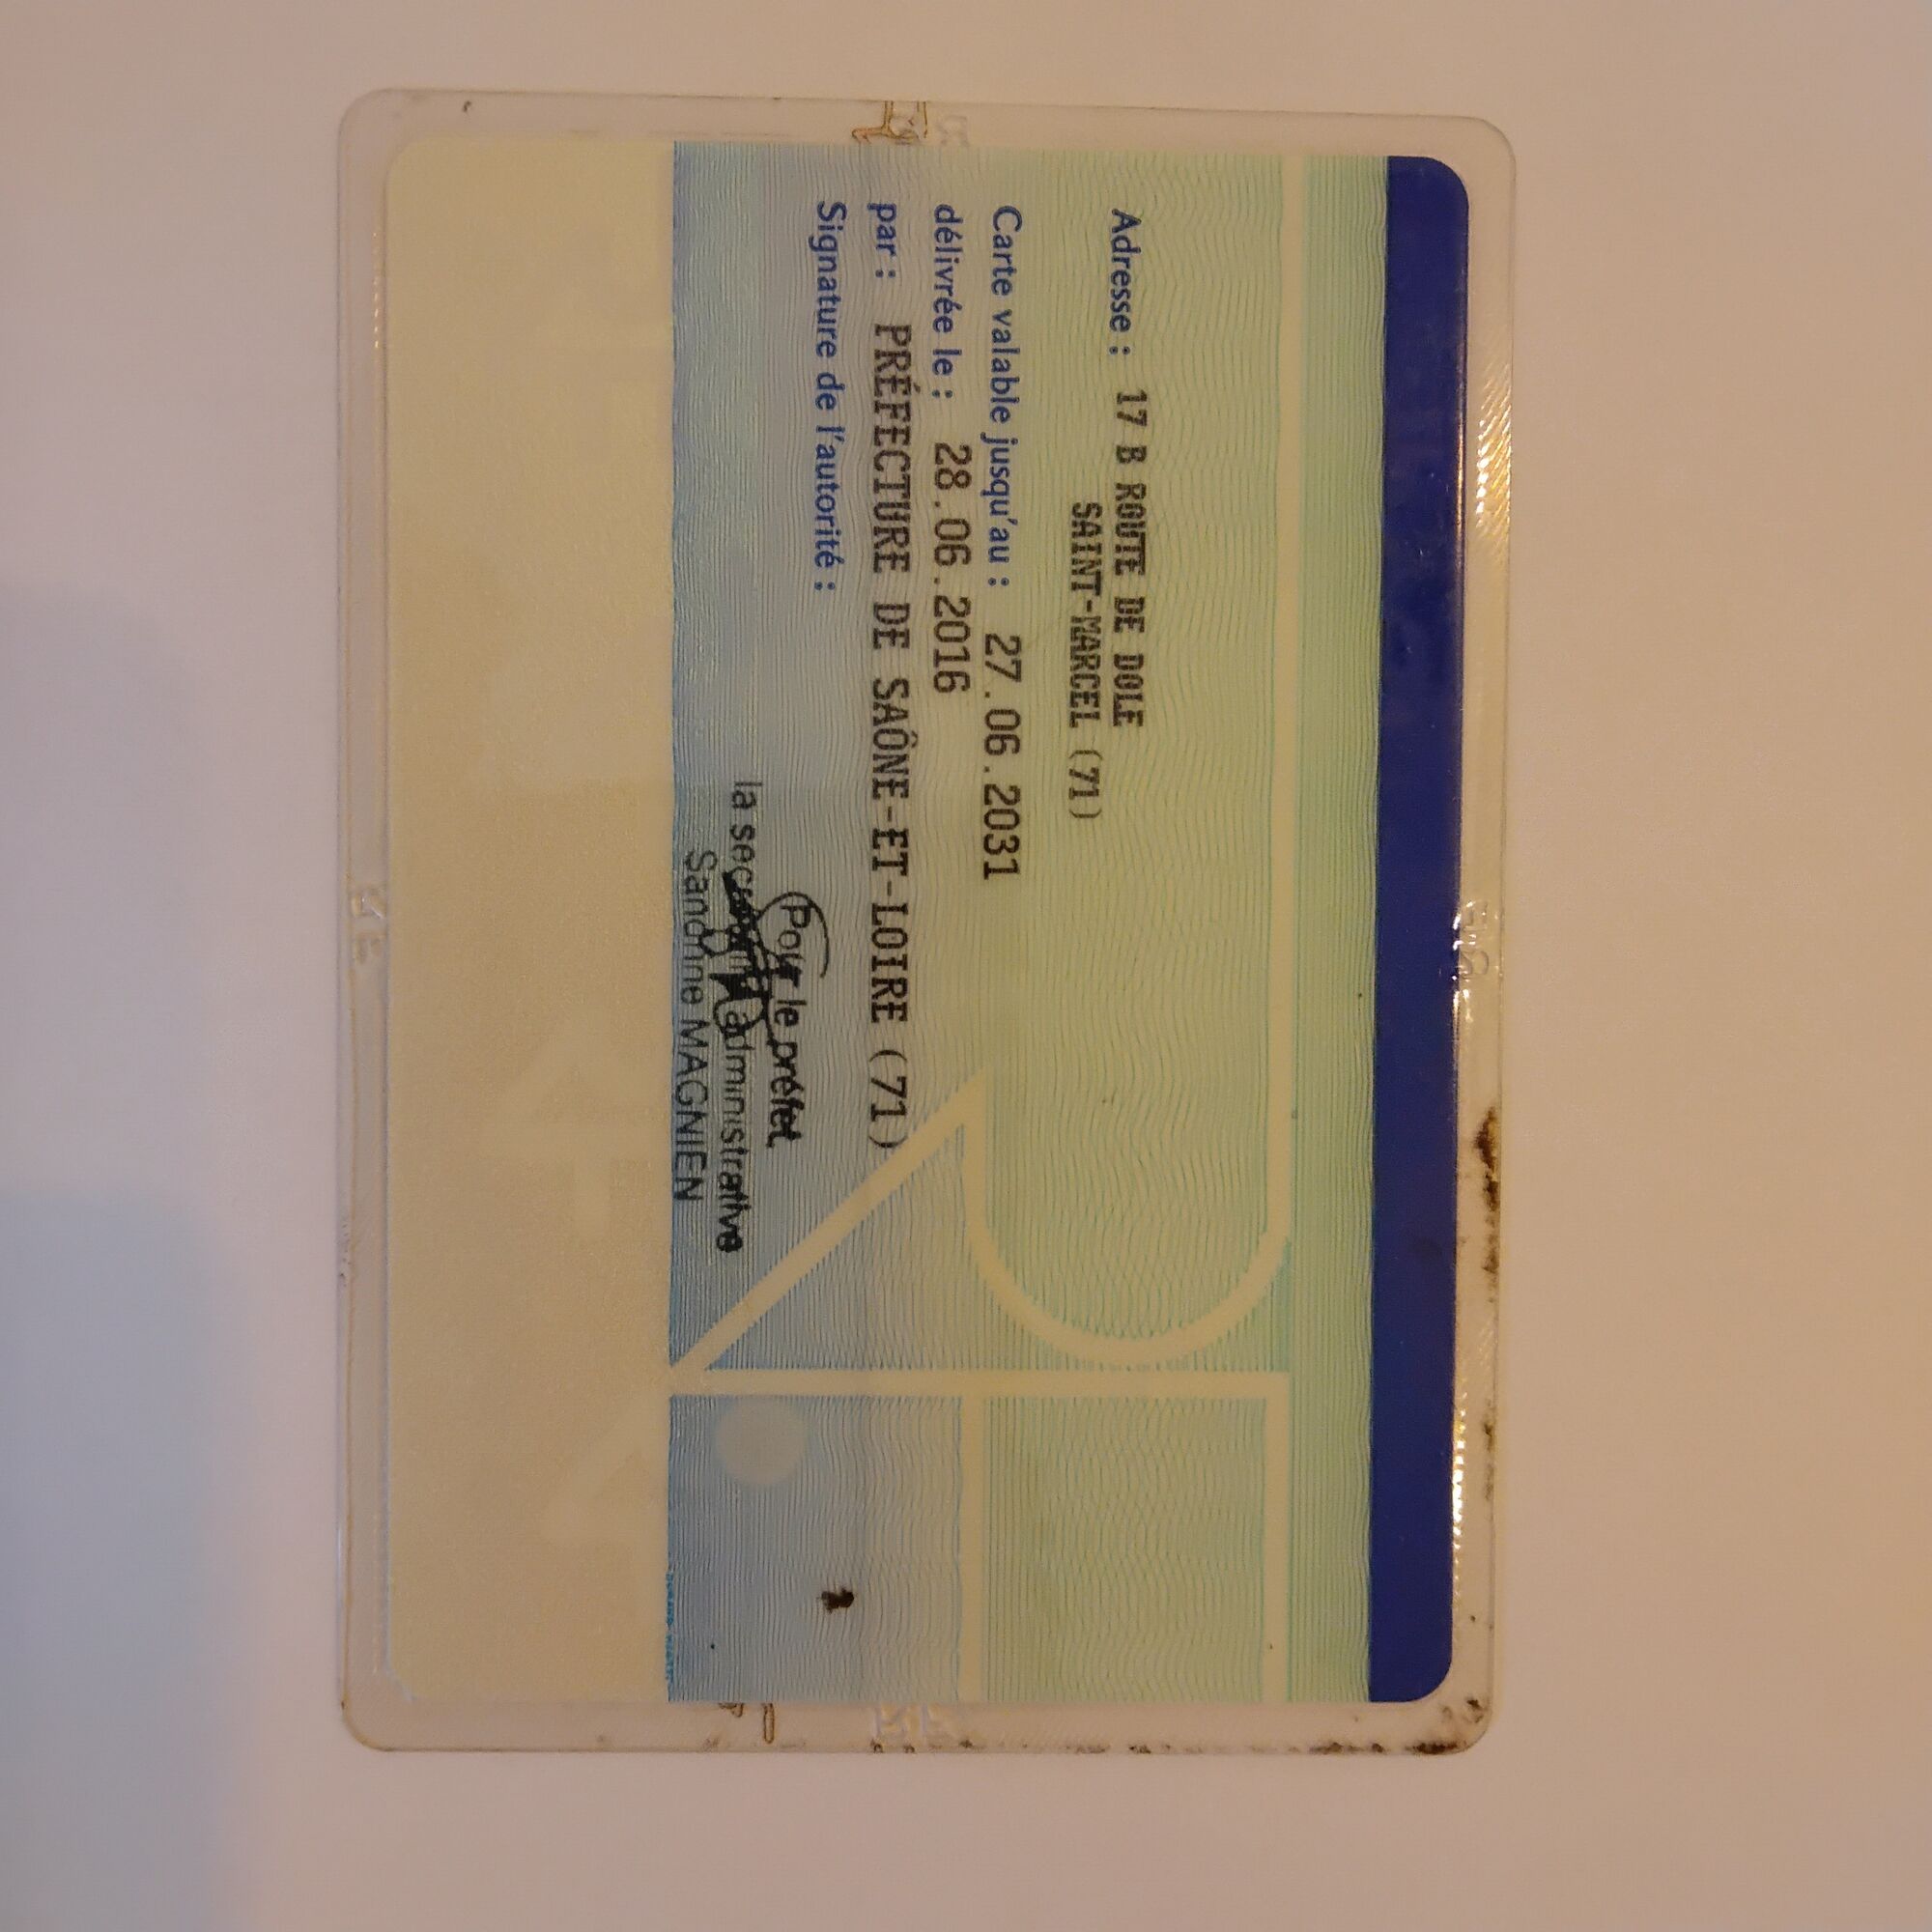 Adresse : 17 B ROUTE DE DOLE
SAINT-MARCEL (71)
Carte valable jusqu'au : 27.06.2031
délivrée le : 28.06.2016
par : PRÉFECTURE DE SAÔNE-ET-LOIRE (71)
Signature de l'autorité :
Pour le préfet
la secrétaire administrative
Sandrine MAGNIEN